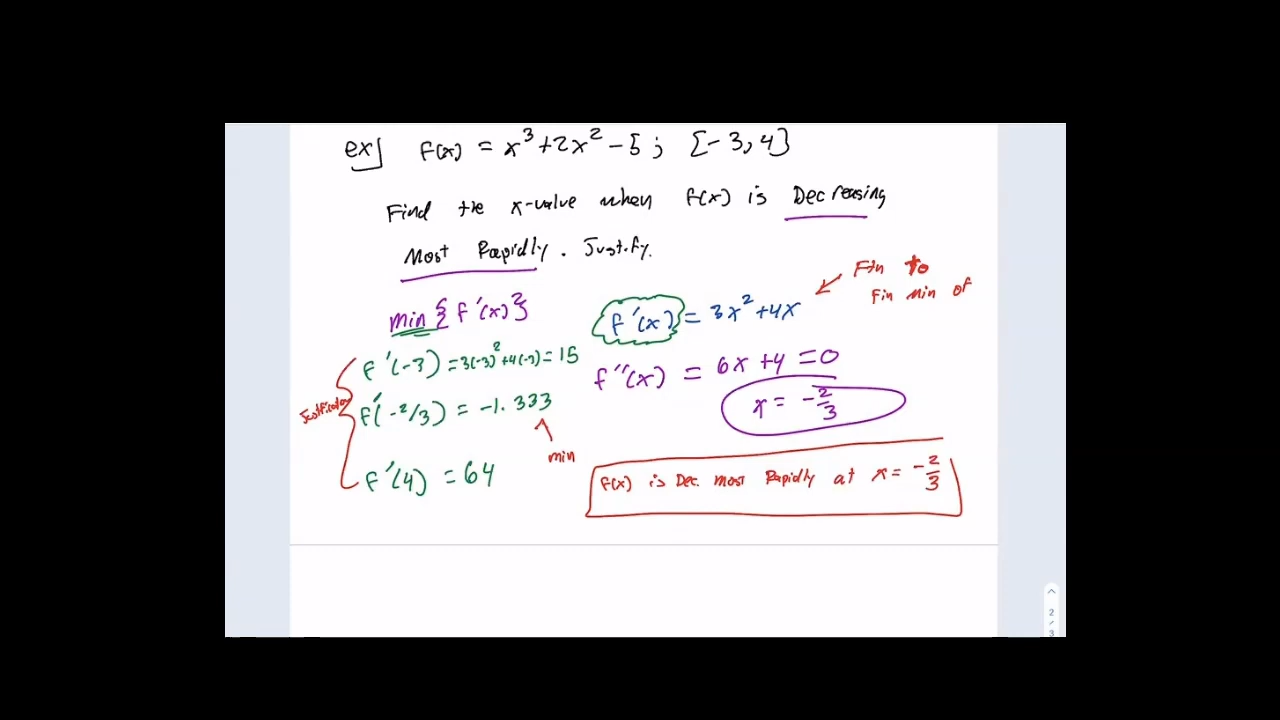 ex] f(x) = x³+2x² - 5 ; [-3,4]
Find the x-value when f(x) is Decreasing
Most Rapidly. Justify.
Fin to
Fin Min of
min {f'(x)}
f'(x) = 3x² +4x
f'(-3) = 3(-3)² +4(-3) = 15
f''(x) = 6x +4 = 0
x = -2/3
f'(-2/3) = -1.333
min
f'(4) = 64
f(x) is Dec. most Rapidly at x = -2/3
2
/
3